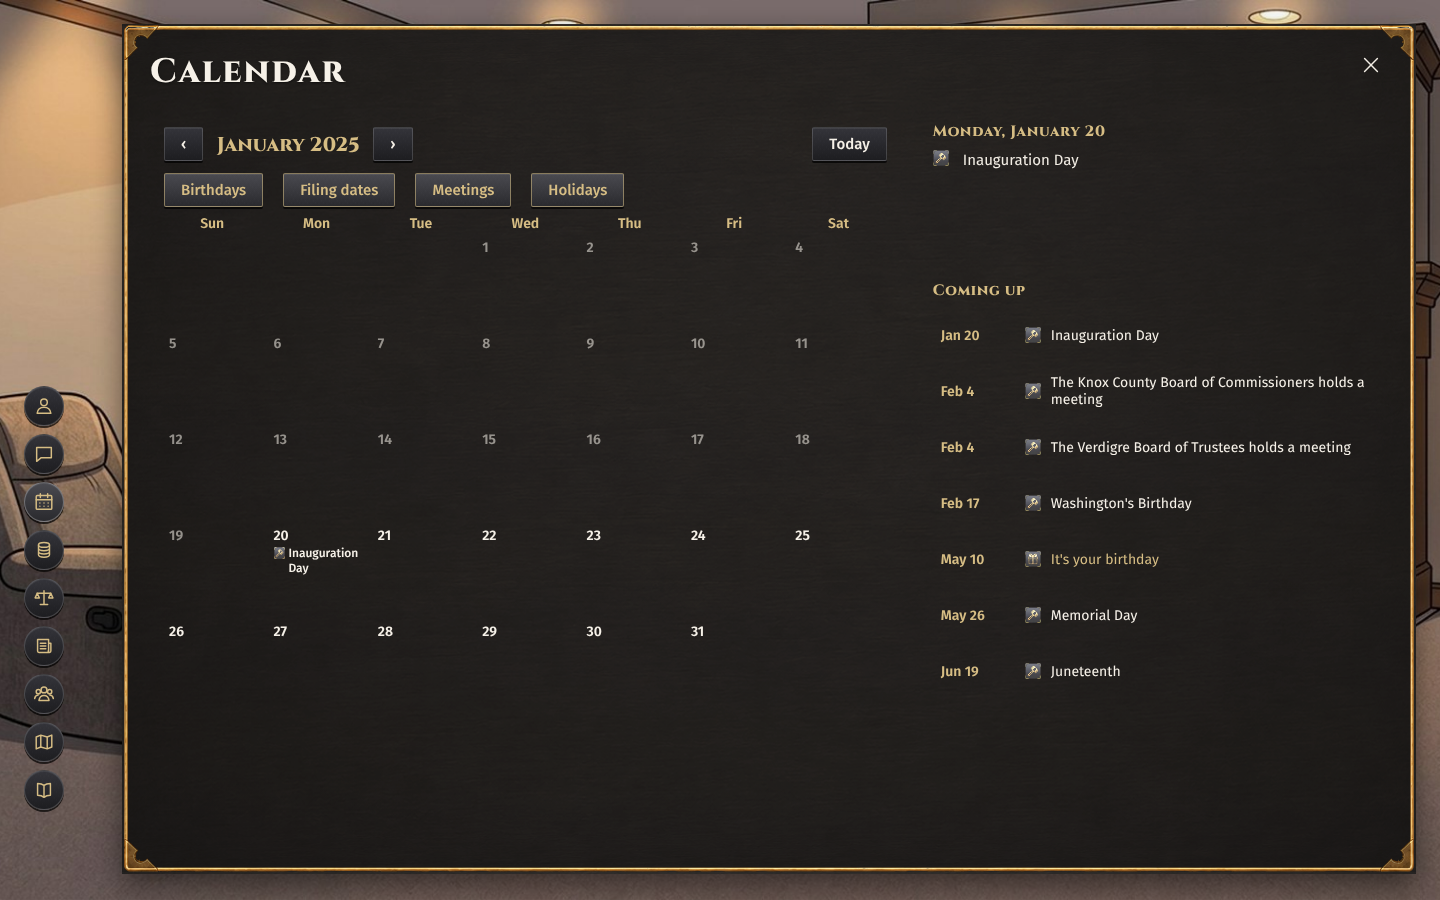 Calendar
‹
January 2025
›
Today
Birthdays
Filing dates
Meetings
Holidays
Sun Mon Tue Wed Thu Fri Sat
1 2 3 4
5 6 7 8 9 10 11
12 13 14 15 16 17 18
19 20 21 22 23 24 25
Inauguration
Day
26 27 28 29 30 31
Monday, January 20
Inauguration Day
Coming up
Jan 20 Inauguration Day
Feb 4 The Knox County Board of Commissioners holds a
meeting
Feb 4 The Verdigre Board of Trustees holds a meeting
Feb 17 Washington's Birthday
May 10 It's your birthday
May 26 Memorial Day
Jun 19 Juneteenth